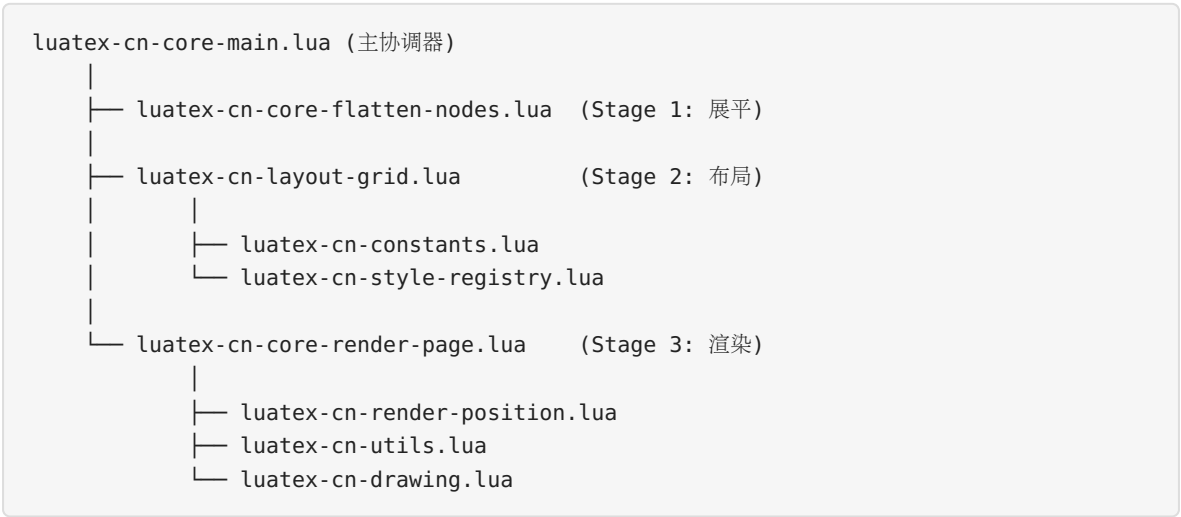 luatex-cn-core-main.lua (主协调器)
luatex-cn-core-flatten-nodes.lua (Stage 1: 展平)
luatex-cn-layout-grid.lua (Stage 2: 布局)
luatex-cn-constants.lua
luatex-cn-style-registry.lua
luatex-cn-core-render-page.lua (Stage 3: 渲染)
luatex-cn-render-position.lua
luatex-cn-utils.lua
luatex-cn-drawing.lua